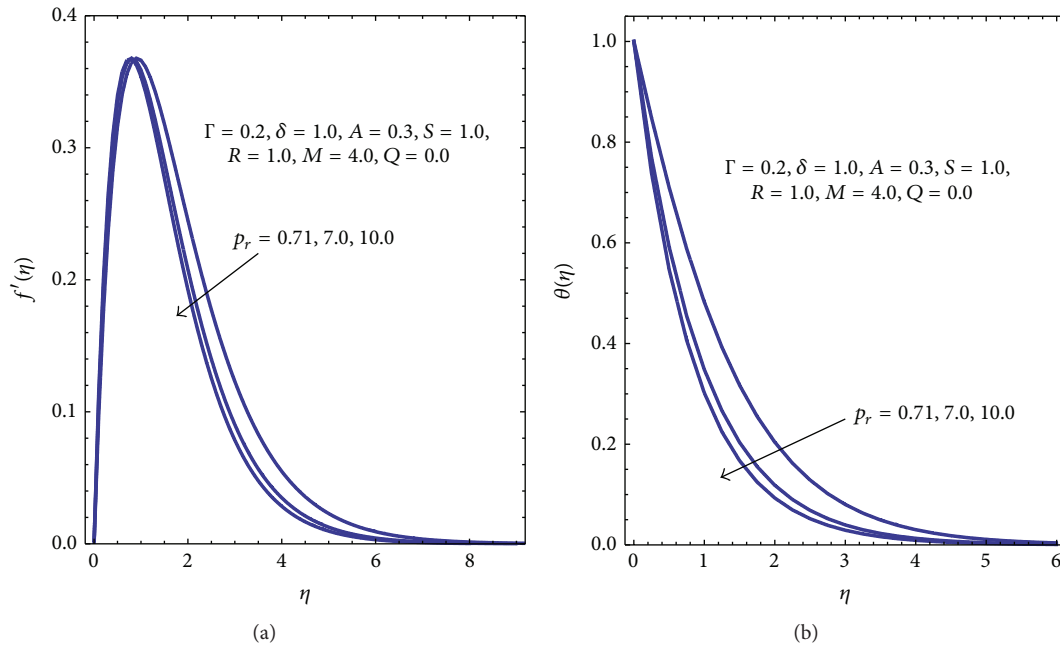 0.4
0.3
0.2
0.1
0.0
0
2
4
6
8
f′(η)
η
Γ = 0.2, δ = 1.0, A = 0.3, S = 1.0,
R = 1.0, M = 4.0, Q = 0.0
pᵣ = 0.71, 7.0, 10.0
(a)
1.0
0.8
0.6
0.4
0.2
0.0
0
1
2
3
4
5
6
θ(η)
η
Γ = 0.2, δ = 1.0, A = 0.3, S = 1.0,
R = 1.0, M = 4.0, Q = 0.0
pᵣ = 0.71, 7.0, 10.0
(b)